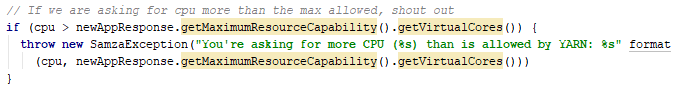 // If we are asking for cpu more than the max allowed, shout out
if (cpu > newAppResponse.getMaximumResourceCapability().getVirtualCores()) {
throw new SamzaException("You're asking for more CPU (%s) than is allowed by YARN: %s" format
(cpu, newAppResponse.getMaximumResourceCapability().getVirtualCores()))
}